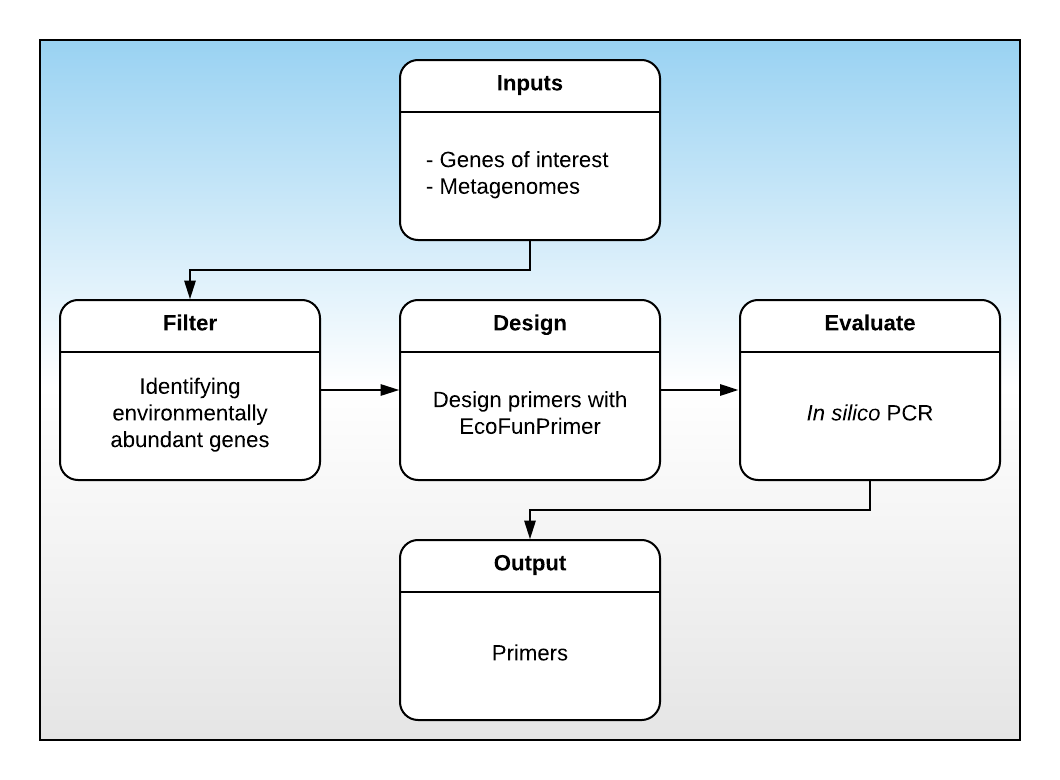 Inputs
- Genes of interest
- Metagenomes
Filter
Identifying
environmentally
abundant genes
Design
Design primers with
EcoFunPrimer
Evaluate
In silico PCR
Output
Primers